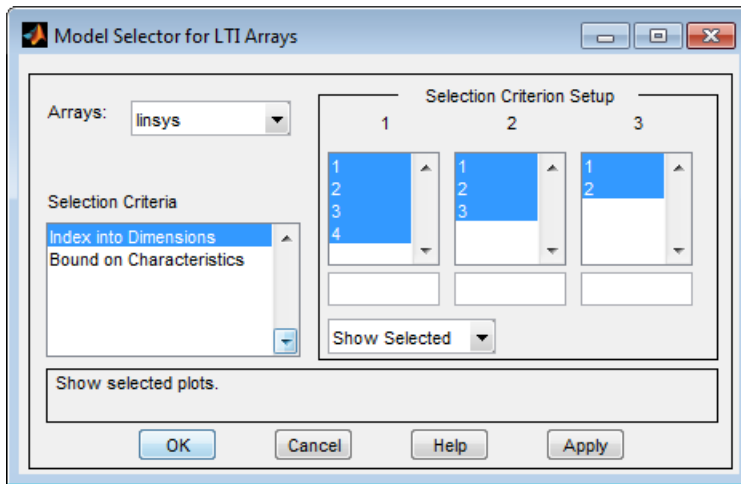 Model Selector for LTI Arrays
Arrays:
linsys
Selection Criteria
Index into Dimensions
Bound on Characteristics
Selection Criterion Setup
1 2 3
1
2
3
4
1
2
3
1
2
Show Selected
Show selected plots.
OK Cancel Help Apply